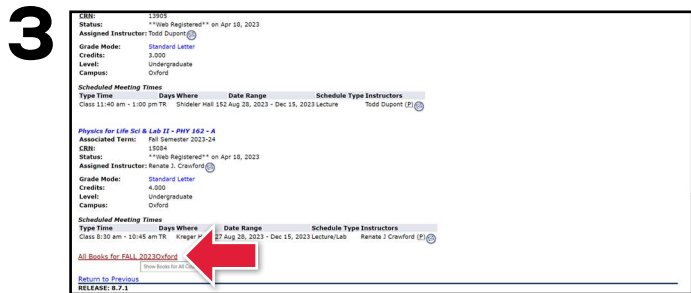 3
CRN: 13905
Status: **Web Registered** on Apr 18, 2023
Assigned Instructor: Todd Dupont
Grade Mode: Standard Letter
Credits: 3.000
Level: Undergraduate
Campus: Oxford
Scheduled Meeting Times
Type Time Days Where Date Range Schedule Type Instructors
Class 11:40 am - 1:00 pm TR Shideler Hall 152 Aug 28, 2023 - Dec 15, 2023 Lecture Todd Dupont (P)
Physics for Life Sci & Lab II - PHY 162 - A
Associated Term: Fall Semester 2023-24
CRN: 15084
Status: **Web Registered** on Apr 18, 2023
Assigned Instructor: Renate J. Crawford
Grade Mode: Standard Letter
Credits: 4.000
Level: Undergraduate
Campus: Oxford
Scheduled Meeting Times
Type Time Days Where Date Range Schedule Type Instructors
Class 8:30 am - 10:45 am TR Kreger 27 Aug 28, 2023 - Dec 15, 2023 Lecture/Lab Renate J Crawford (P)
All Books for FALL 2023Oxford
Show Books for All
Return to Previous
RELEASE: 8.7.1